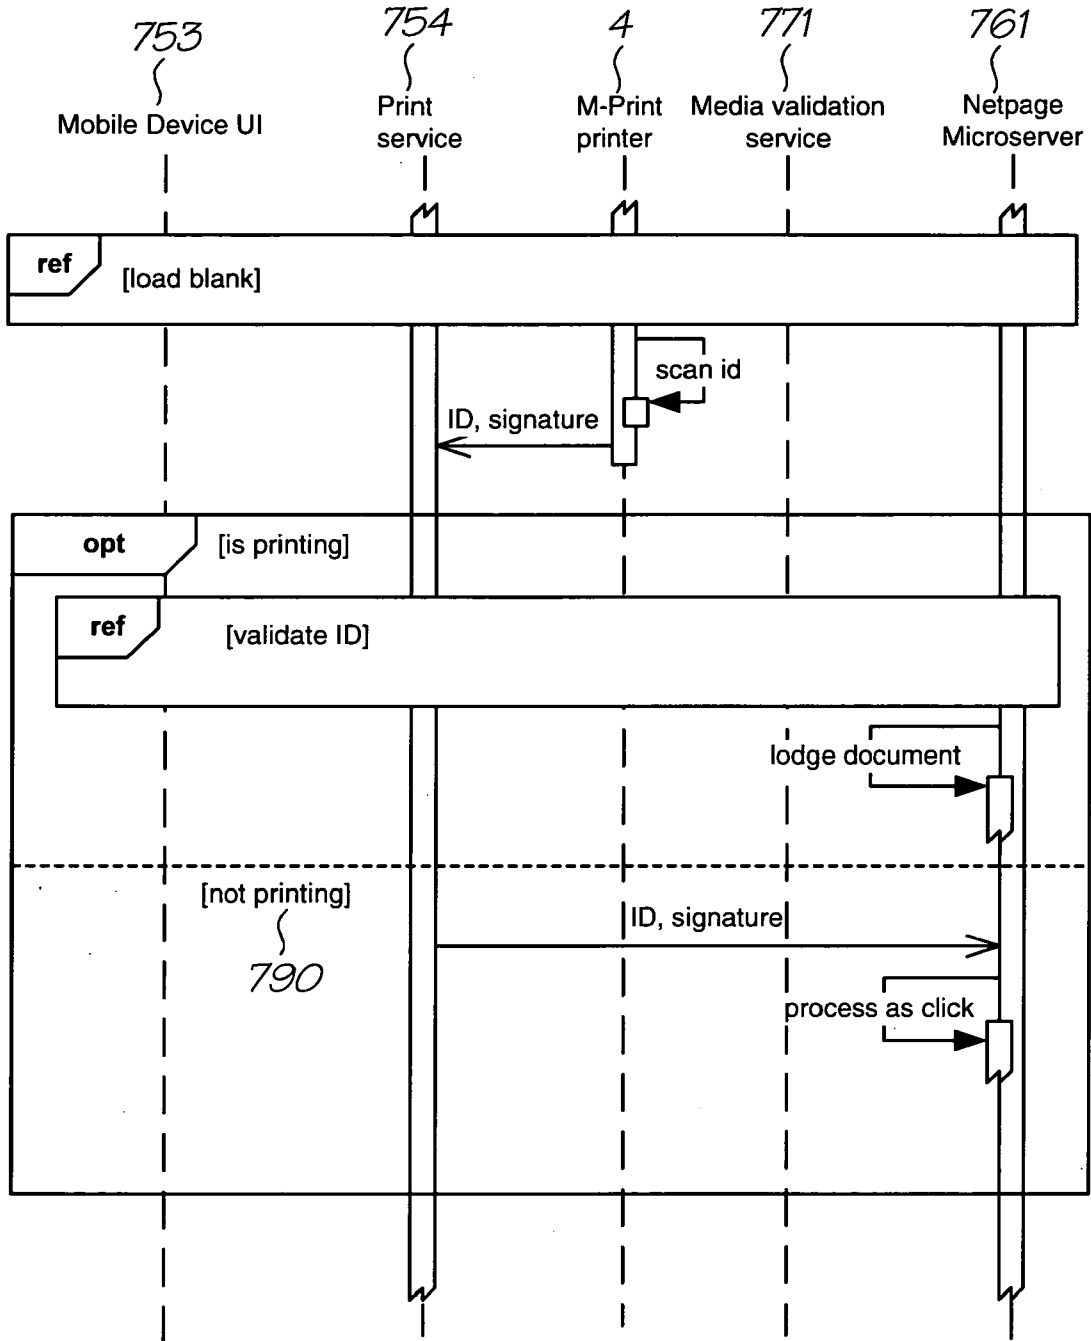 753
754
4
771
761
Mobile Device UI
Print
service
M-Print
printer
Media validation
service
Netpage
Microserver
ref
[load blank]
scan id
ID, signature
opt
[is printing]
ref
[validate ID]
lodge document
[not printing]
790
ID, signature
process as click